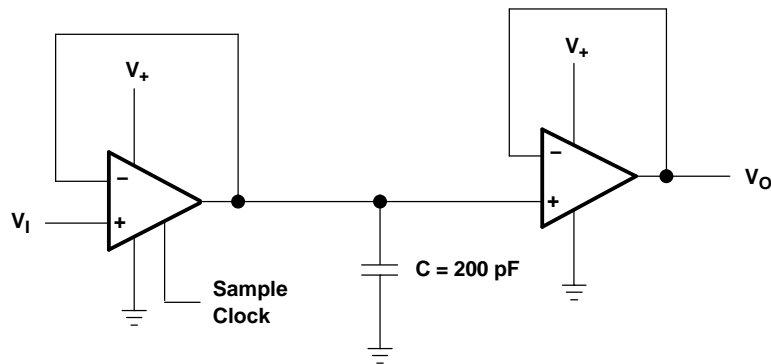 V+
V+
−
+
VI
−
+
VO
Sample
Clock
C = 200 pF